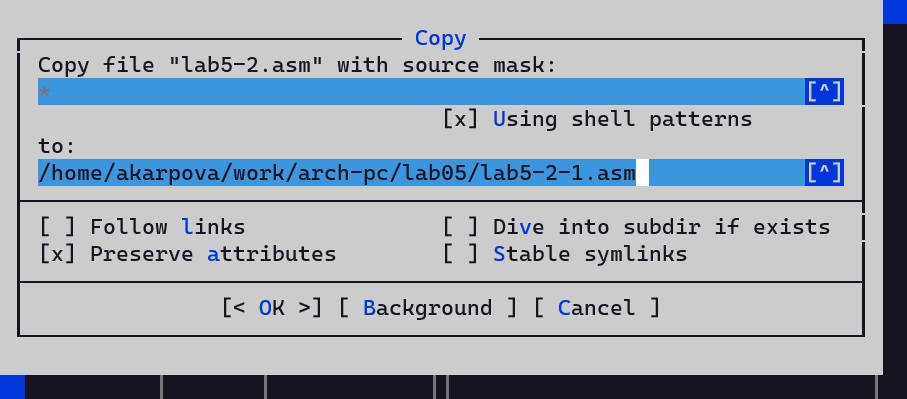 Copy
Copy file "lab5-2.asm" with source mask:
* [^]
[x] Using shell patterns
to:
/home/akarpova/work/arch-pc/lab05/lab5-2-1.asm [^]
[ ] Follow links [ ] Dive into subdir if exists
[x] Preserve attributes [ ] Stable symlinks
[< OK >] [ Background ] [ Cancel ]